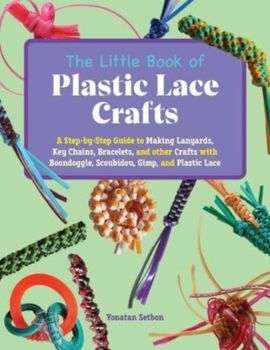 The Little Book of
Plastic Lace
Crafts
A Step-by-Step Guide to Making Lanyards,
Key Chains, Bracelets, and other Crafts with
Boondoggle, Scoubidou, Gimp, and Plastic Lace
Yonatan Setbon